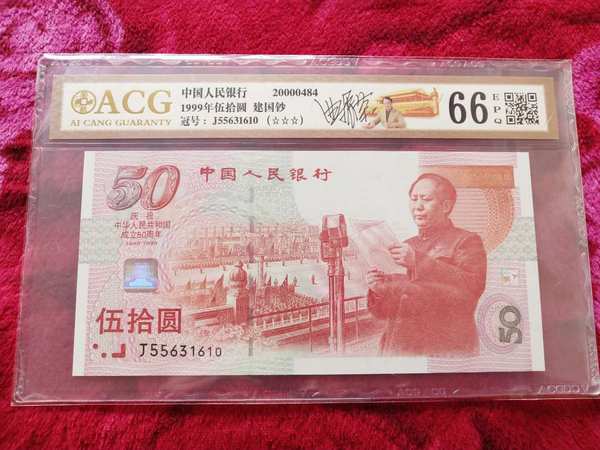 ACG
AI CANG GUARANTY
中国人民银行 20000484
1999年伍拾圆 建国钞
冠号：J55631610 (☆☆☆)
66 EPQ
50
中国人民银行
庆祝
中华人民共和国
成立50周年
1949-1999
伍拾圆
J55631610
50